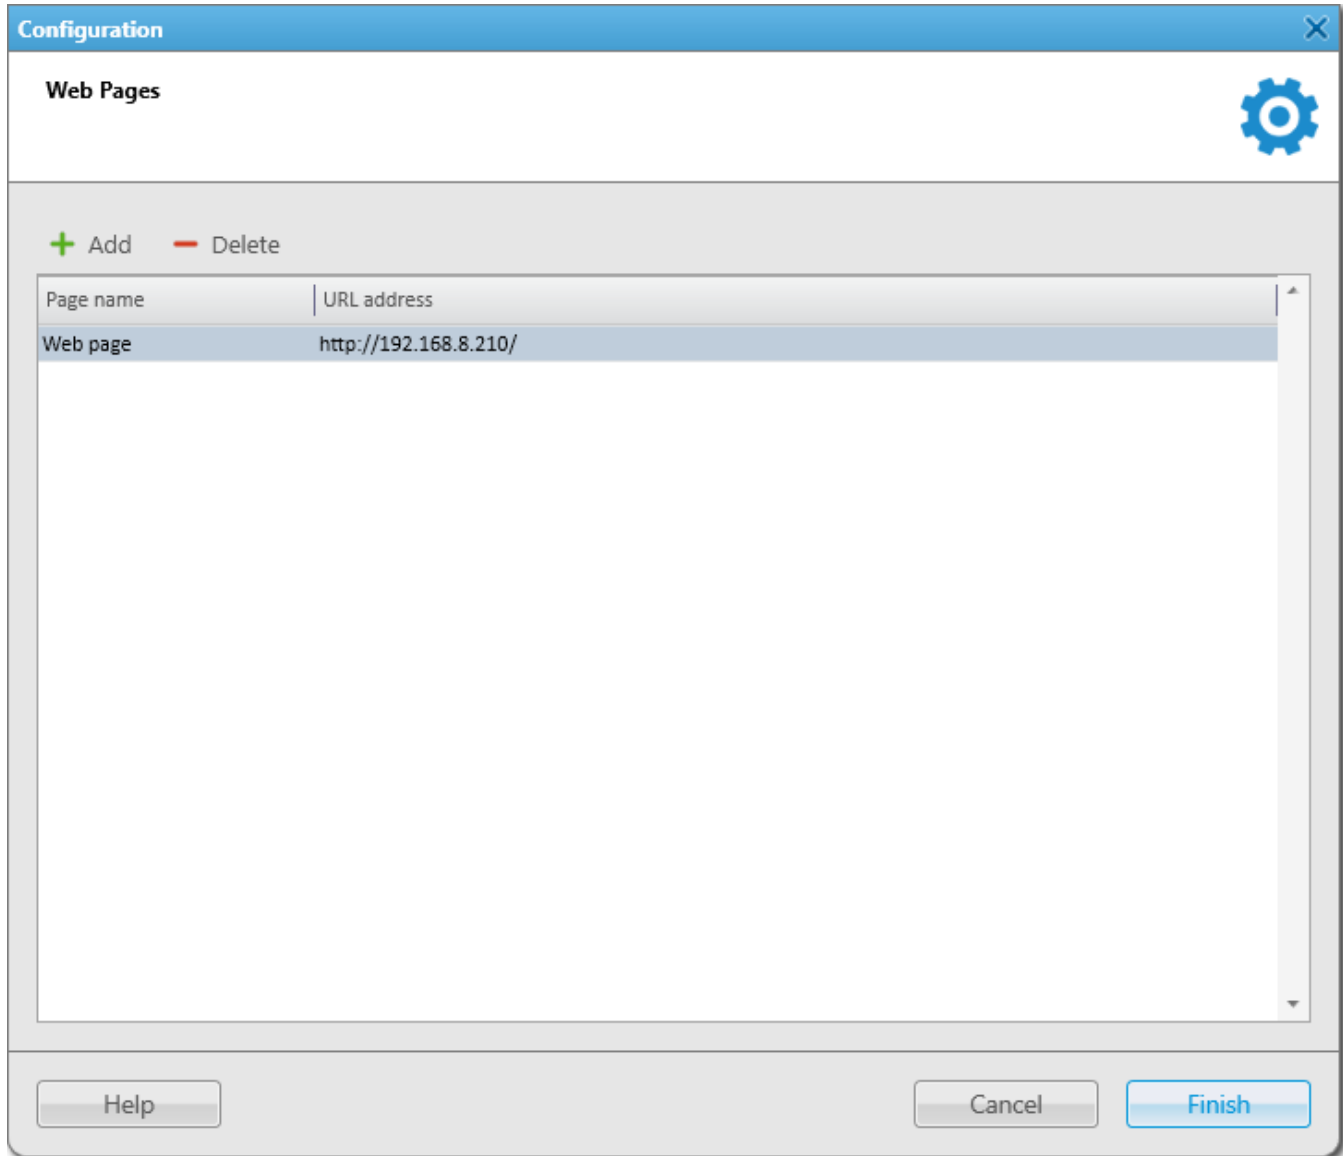 Configuration
Web Pages
Add Delete
Page name URL address
Web page http://192.168.8.210/
Help Cancel Finish